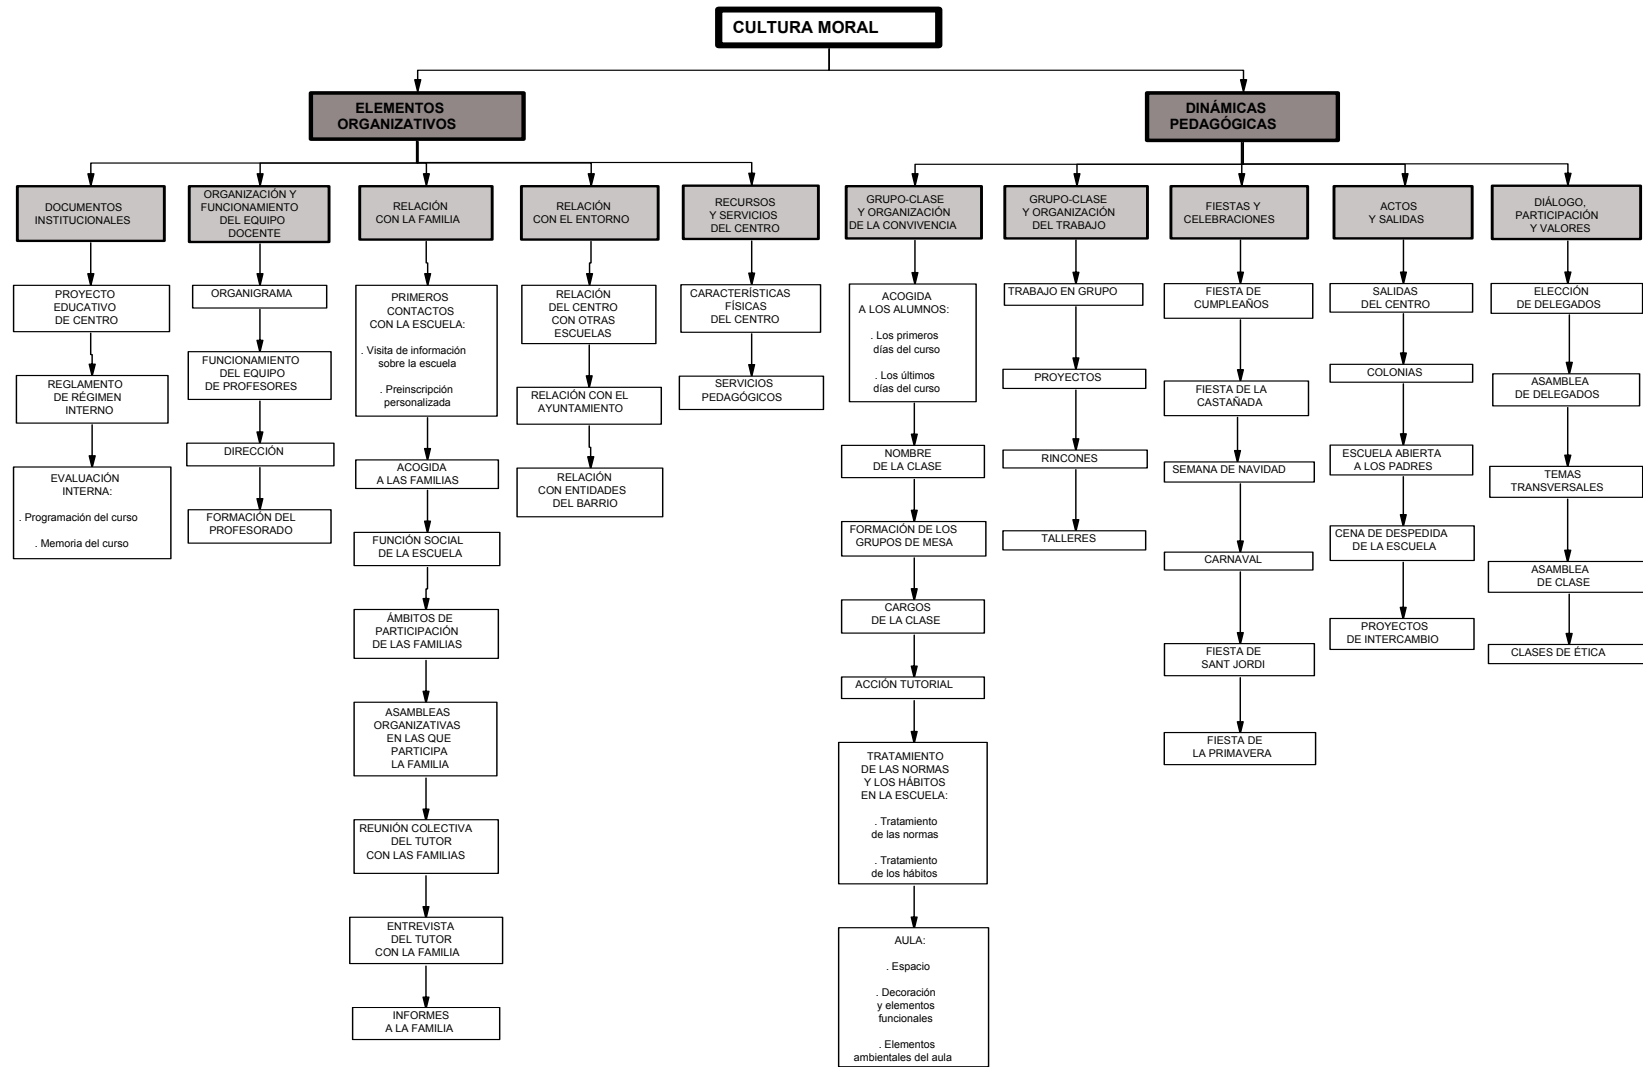 CULTURA MORAL
ELEMENTOS
ORGANIZATIVOS
DOCUMENTOS
INSTITUCIONALES
PROYECTO
EDUCATIVO
DE CENTRO
REGLAMENTO
DE RÉGIMEN
INTERNO
EVALUACIÓN
INTERNA:
. Programación del curso
. Memoria del curso
ORGANIZACIÓN Y
FUNCIONAMIENTO
DEL EQUIPO
DOCENTE
ORGANIGRAMA
FUNCIONAMIENTO
DEL EQUIPO
DE PROFESORES
DIRECCIÓN
FORMACIÓN DEL
PROFESORADO
RELACIÓN
CON LA FAMILIA
PRIMEROS
CONTACTOS
CON LA ESCUELA:
. Visita de información
sobre la escuela
. Preinscripción
personalizada
ACOGIDA
A LAS FAMILIAS
FUNCIÓN SOCIAL
DE LA ESCUELA
ÁMBITOS DE
PARTICIPACIÓN
DE LAS FAMILIAS
ASAMBLEAS
ORGANIZATIVAS
EN LAS QUE
PARTICIPA
LA FAMILIA
REUNIÓN COLECTIVA
DEL TUTOR
CON LAS FAMILIAS
ENTREVISTA
DEL TUTOR
CON LA FAMILIA
INFORMES
A LA FAMILIA
RELACIÓN
CON EL ENTORNO
RELACIÓN
DEL CENTRO
CON OTRAS
ESCUELAS
RELACIÓN CON EL
AYUNTAMIENTO
RELACIÓN
CON ENTIDADES
DEL BARRIO
RECURSOS
Y SERVICIOS
DEL CENTRO
CARACTERÍSTICAS
FÍSICAS
DEL CENTRO
SERVICIOS
PEDAGÓGICOS
DINÁMICAS
PEDAGÓGICAS
GRUPO-CLASE
Y ORGANIZACIÓN
DE LA CONVIVENCIA
ACOGIDA
A LOS ALUMNOS:
. Los primeros
días del curso
. Los últimos
días del curso
NOMBRE
DE LA CLASE
FORMACIÓN DE LOS
GRUPOS DE MESA
CARGOS
DE LA CLASE
ACCIÓN TUTORIAL
TRATAMIENTO
DE LAS NORMAS
Y LOS HÁBITOS
EN LA ESCUELA:
. Tratamiento
de las normas
. Tratamiento
de los hábitos
AULA:
. Espacio
. Decoración
y elementos
funcionales
. Elementos
ambientales del aula
GRUPO-CLASE
Y ORGANIZACIÓN
DEL TRABAJO
TRABAJO EN GRUPO
PROYECTOS
RINCONES
TALLERES
FIESTAS Y
CELEBRACIONES
FIESTA DE
CUMPLEAÑOS
FIESTA DE LA
CASTAÑADA
SEMANA DE NAVIDAD
CARNAVAL
FIESTA DE
SANT JORDI
FIESTA DE
LA PRIMAVERA
ACTOS
Y SALIDAS
SALIDAS
DEL CENTRO
COLONIAS
ESCUELA ABIERTA
A LOS PADRES
CENA DE DESPEDIDA
DE LA ESCUELA
PROYECTOS
DE INTERCAMBIO
DIÁLOGO,
PARTICIPACIÓN
Y VALORES
ELECCIÓN
DE DELEGADOS
ASAMBLEA
DE DELEGADOS
TEMAS
TRANSVERSALES
ASAMBLEA
DE CLASE
CLASES DE ÉTICA